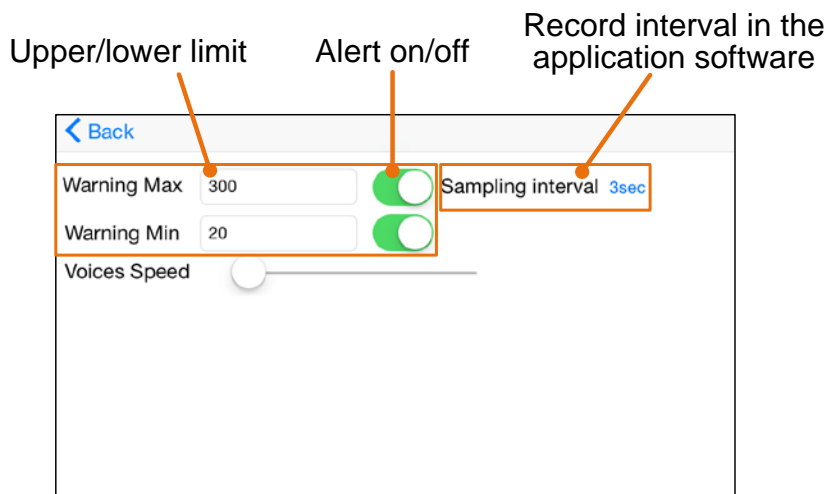 Record interval in the
Upper/lower limit Alert on/off application software
Back
Warning Max 300 Sampling interval 3sec
Warning Min 20
Voices Speed